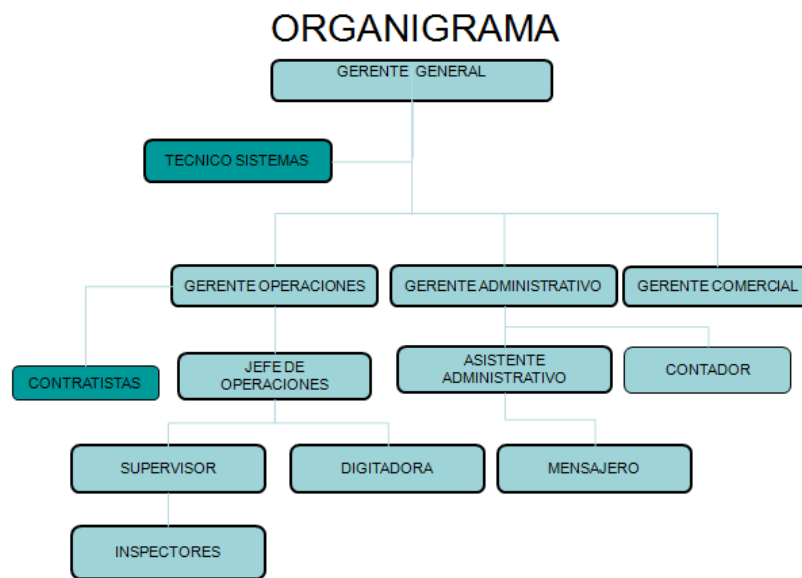 ORGANIGRAMA
GERENTE GENERAL
TECNICO SISTEMAS
GERENTE OPERACIONES
GERENTE ADMINISTRATIVO
GERENTE COMERCIAL
CONTRATISTAS
JEFE DE
OPERACIONES
ASISTENTE
ADMINISTRATIVO
CONTADOR
SUPERVISOR
DIGITADORA
MENSAJERO
INSPECTORES